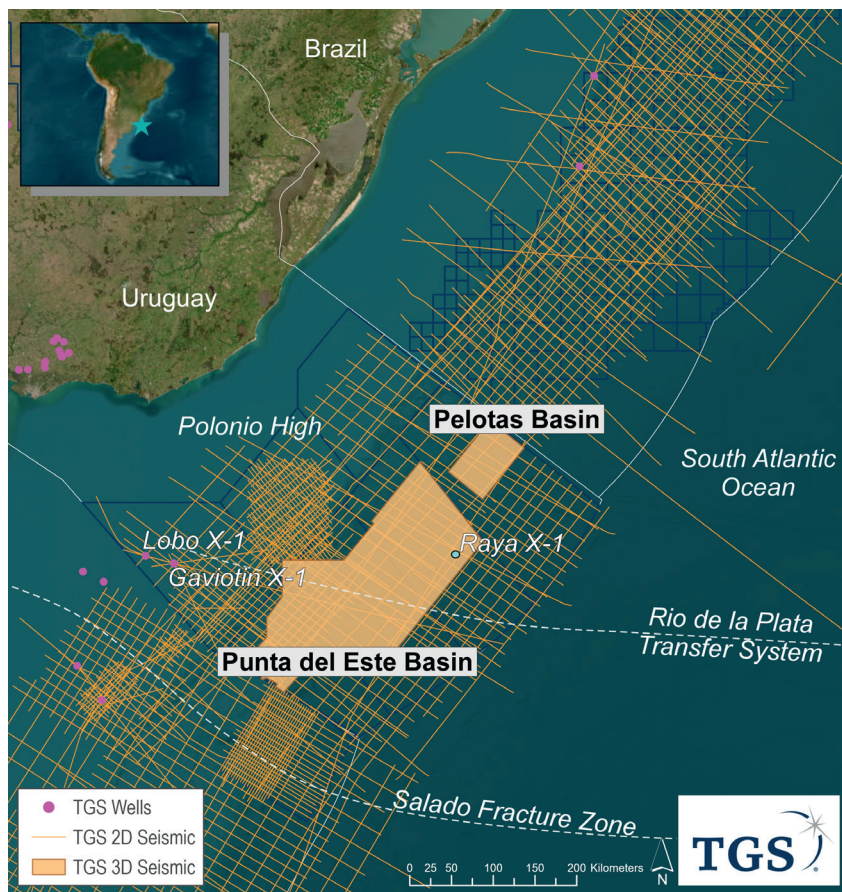 Brazil
Uruguay
Pelotas Basin
Polonio High
South Atlantic
Ocean
Lobo X-1
Raya X-1
Gaviotin X-1
Rio de la Plata
Transfer System
Punta del Este Basin
Salado Fracture Zone
TGS Wells
TGS 2D Seismic
TGS 3D Seismic
0 25 50 100 150 200 Kilometers
N
TGS
®